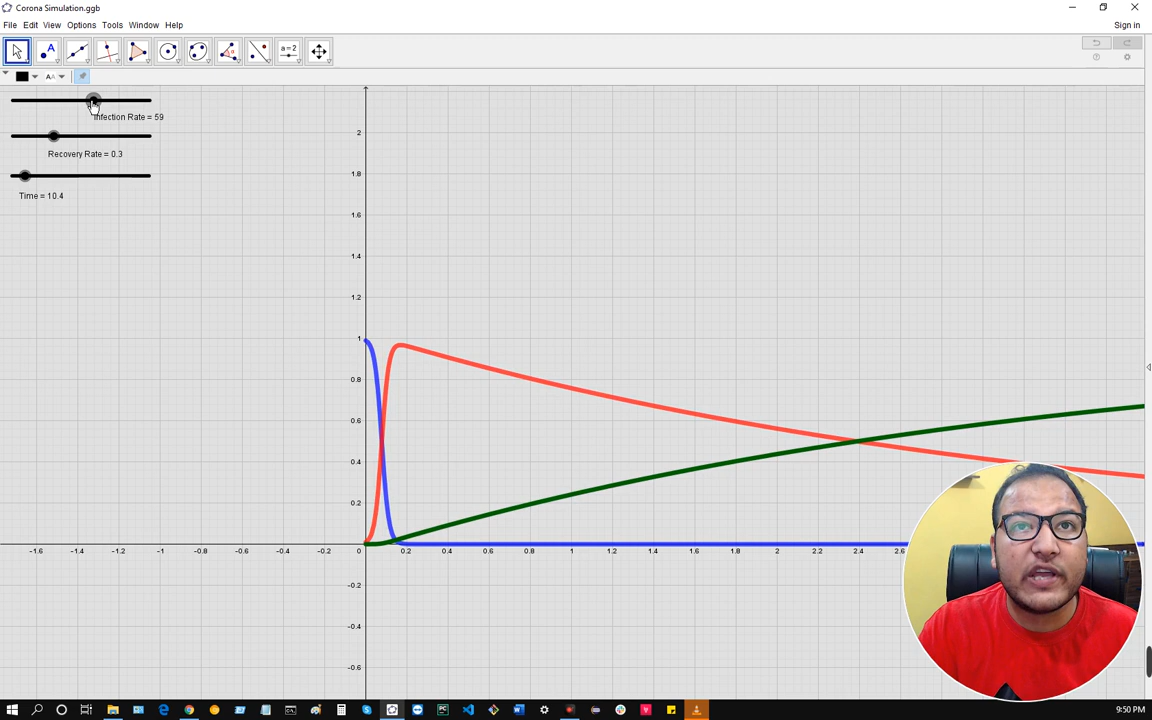 Corona Simulation.ggb
File Edit View Options Tools Window Help
Sign in
A
a=2
AA
Infection Rate = 59
Recovery Rate = 0.3
Time = 10.4
2
1.8
1.6
1.4
1.2
1
0.8
0.6
0.4
0.2
-1.6 -1.4 -1.2 -1 -0.8 -0.6 -0.4 -0.2 0 0.2 0.4 0.6 0.8 1 1.2 1.4 1.6 1.8 2 2.2 2.4 2.6
-0.2
-0.4
-0.6
9:50 PM